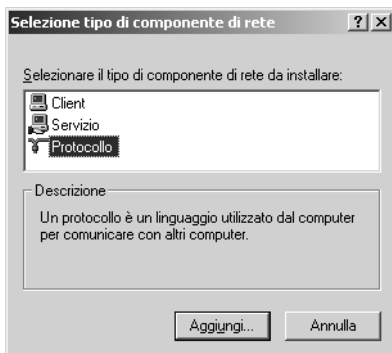 Selezione tipo di componente di rete
Selezionare il tipo di componente di rete da installare:
Client
Servizio
Protocollo
Descrizione
Un protocollo è un linguaggio utilizzato dal computer
per comunicare con altri computer.
Aggiungi... Annulla